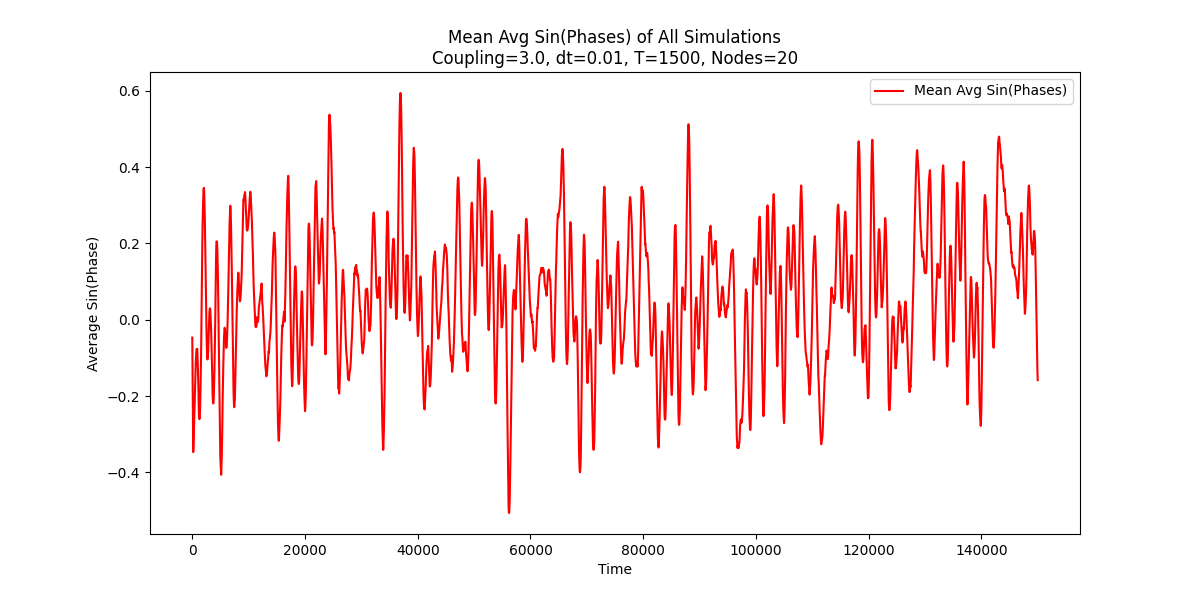 Mean Avg Sin(Phases) of All Simulations
Coupling=3.0, dt=0.01, T=1500, Nodes=20
Mean Avg Sin(Phases)
Average Sin(Phase)
0.6
0.4
0.2
0.0
−0.2
−0.4
0 20000 40000 60000 80000 100000 120000 140000
Time